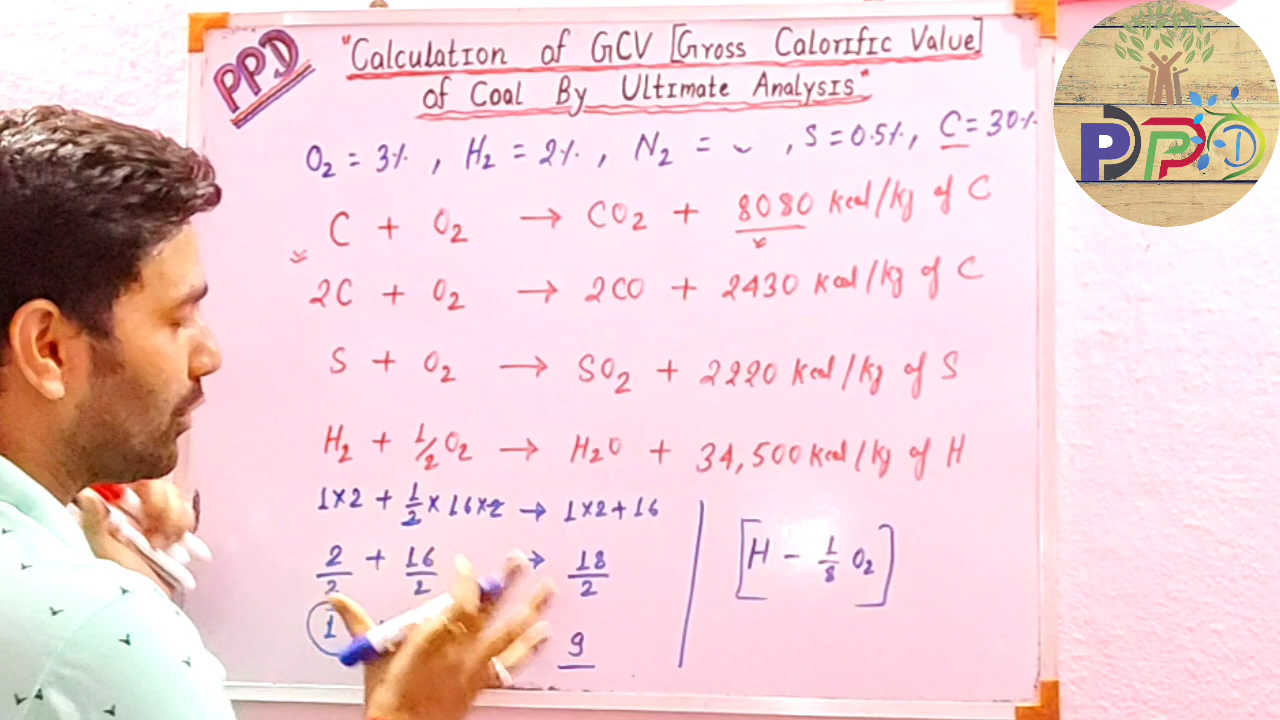 PPD
"Calculation of GCV [Gross Calorific Value]
of Coal By Ultimate Analysis"
O₂ = 3%, H₂ = 2%, N₂ = , S = 0.5%, C = 30%
C + O₂ → CO₂ + 8080 kcal/kg of C
2C + O₂ → 2CO + 2430 kcal/kg of C
S + O₂ → SO₂ + 2220 kcal/kg of S
H₂ + 1/2 O₂ → H₂O + 34,500 kcal/kg of H
1×2 + 1/2 × 16×2 → 1×2+16
2/2 + 16/2 → 18/2
1 9
[H - 1/8 O₂]
PPD